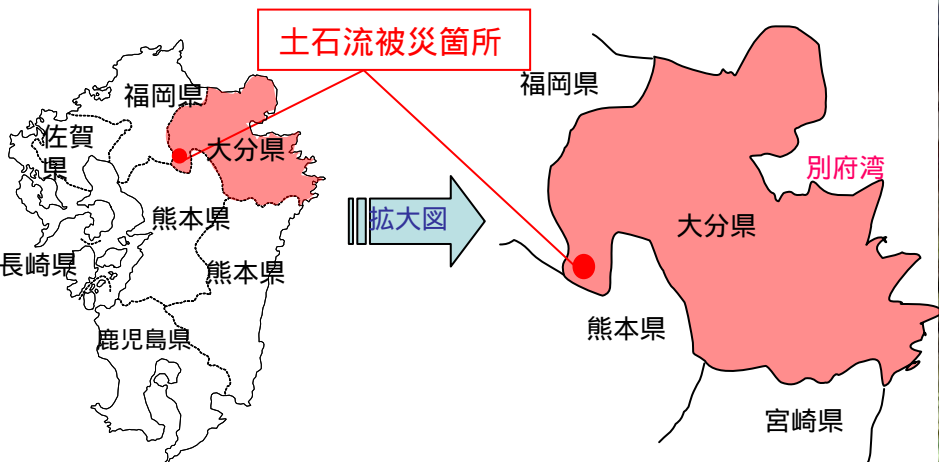 土石流被災箇所
福岡県
佐賀
県
大分県
熊本県
長崎県
熊本県
鹿児島県
拡大図
福岡県
別府湾
大分県
熊本県
宮崎県